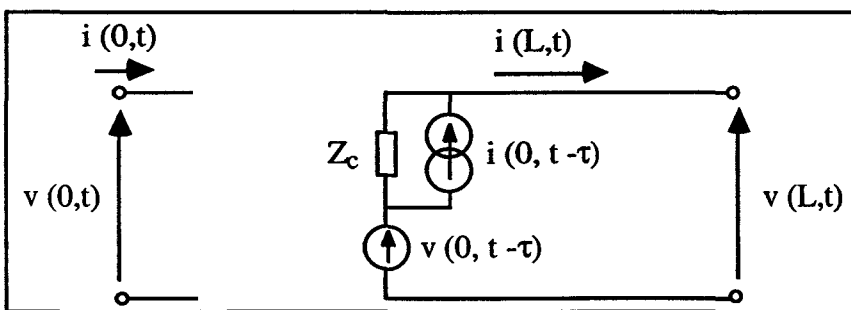 i (0,t)
i (L,t)
Z_c
i (0, t -τ)
v (0,t)
v (L,t)
v (0, t -τ)